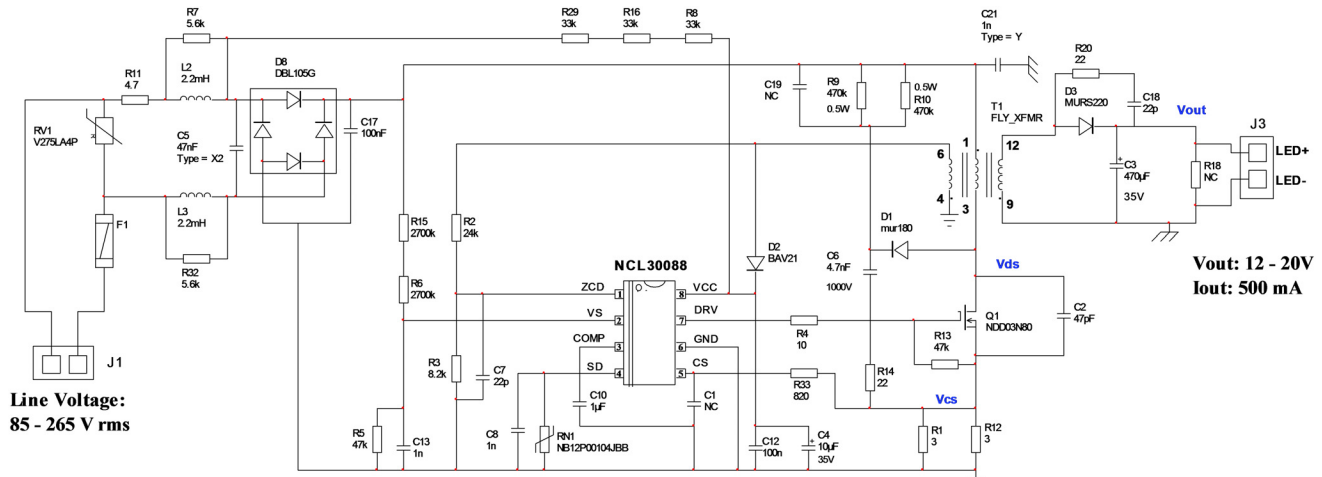 R7
5.6k
R29
33k
R16
33k
R8
33k
C21
1n
Type = Y
R20
22
L2
2.2mH
D8
DBL105G
R11
4.7
C19
NC
R9
470k
0.5W
0.5W
R10
470k
T1
FLY_XFMR
D3
MURS220
C18
22p
Vout
J3
RV1
V275LA4P
C5
47nF
Type = X2
C17
100nF
6
1
12
4
3
9
C3
470µF
35V
R18
NC
LED+
LED-
L3
2.2mH
F1
R32
5.6k
R15
2700k
R2
24k
D1
mur180
D2
BAV21
C6
4.7nF
1000V
Vds
Vout: 12 - 20V
Iout: 500 mA
R6
2700k
NCL30088
ZCD
1
8
VCC
VS
2
7
DRV
COMP
3
6
GND
SD
4
5
CS
R4
10
Q1
NDD03N80
C2
47pF
R13
47k
J1
R3
8.2k
C7
22p
R14
22
R33
820
Vcs
Line Voltage:
85 - 265 V rms
C10
1µF
C1
NC
R5
47k
C13
1n
C8
1n
RN1
NB12P00104JBB
C12
100n
C4
10µF
35V
R1
3
R12
3